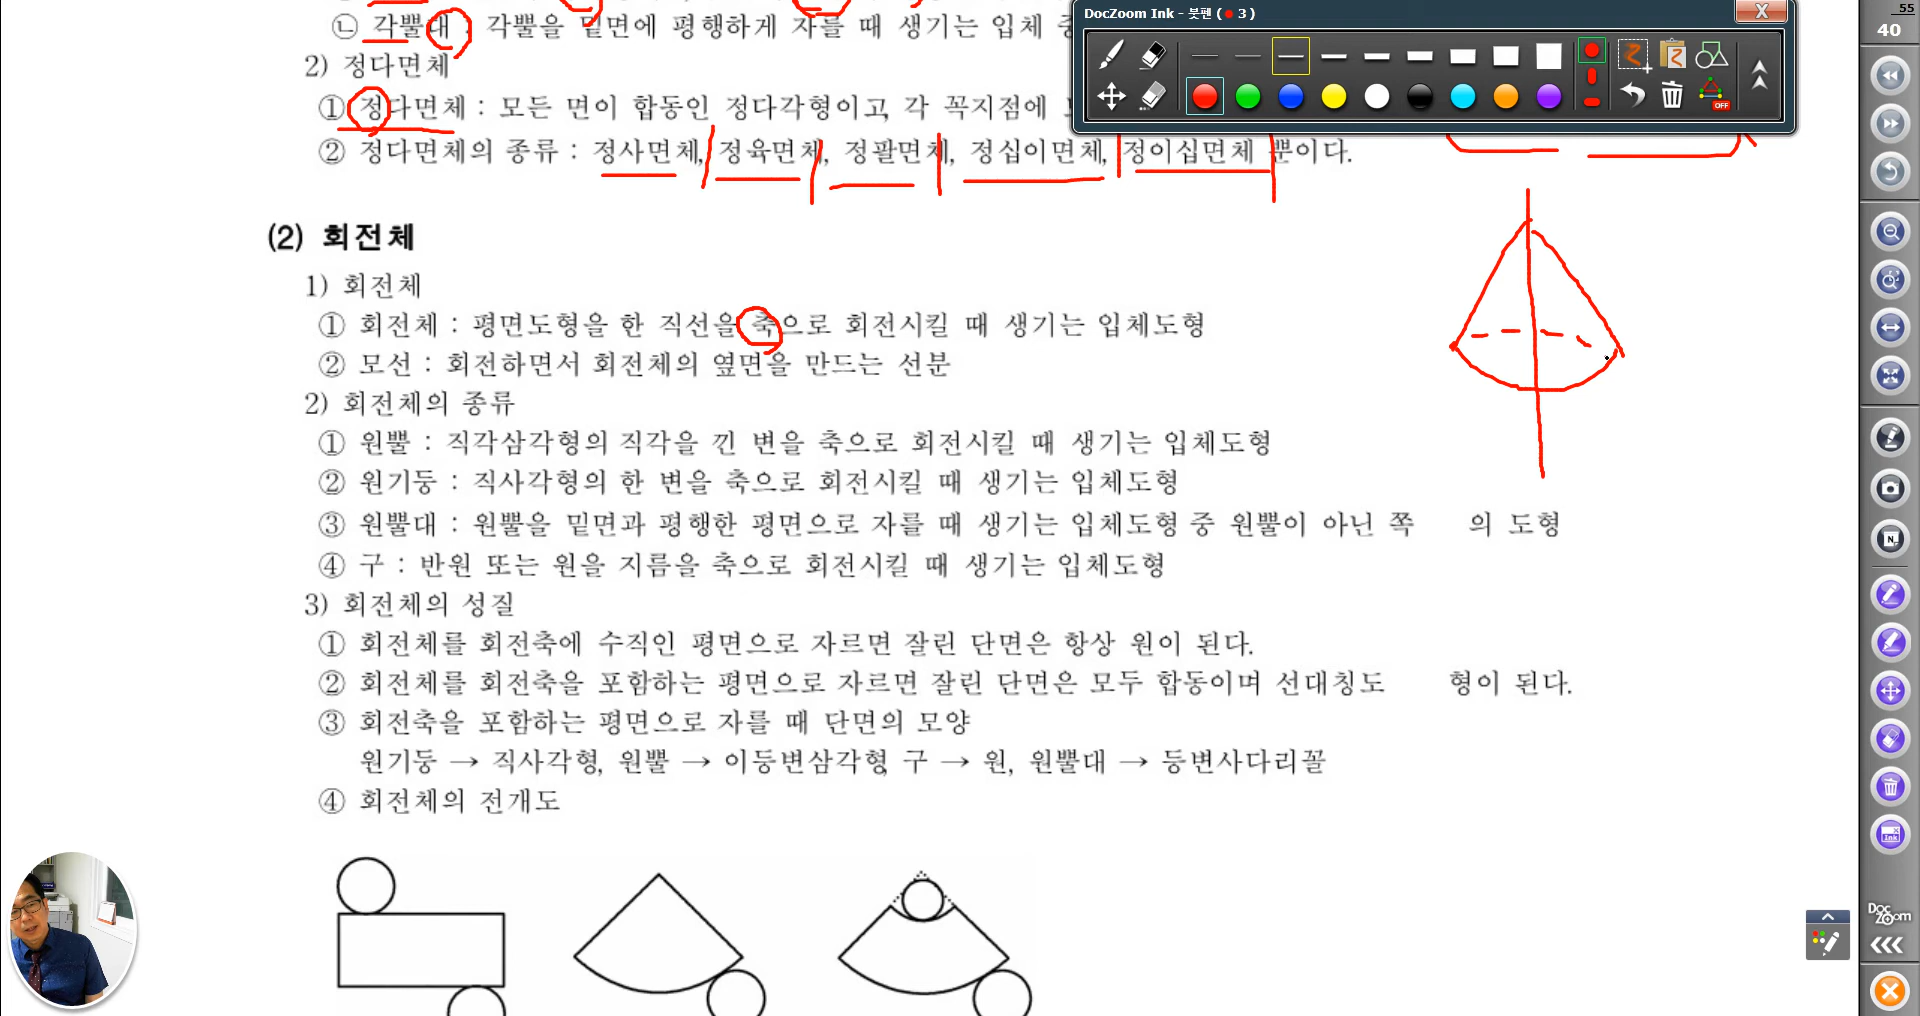 ㉡ 각뿔대 : 각뿔을 밑면에 평행하게 자를 때 생기는 입체
2) 정다면체
① 정다면체 : 모든 면이 합동인 정다각형이고, 각 꼭지점에
② 정다면체의 종류 : 정사면체, 정육면체, 정팔면체, 정십이면체, 정이십면체 뿐이다.
(2) 회전체
1) 회전체
① 회전체 : 평면도형을 한 직선을 축으로 회전시킬 때 생기는 입체도형
② 모선 : 회전하면서 회전체의 옆면을 만드는 선분
2) 회전체의 종류
① 원뿔 : 직각삼각형의 직각을 낀 변을 축으로 회전시킬 때 생기는 입체도형
② 원기둥 : 직사각형의 한 변을 축으로 회전시킬 때 생기는 입체도형
③ 원뿔대 : 원뿔을 밑면과 평행한 평면으로 자를 때 생기는 입체도형 중 원뿔이 아닌 쪽 의 도형
④ 구 : 반원 또는 원을 지름을 축으로 회전시킬 때 생기는 입체도형
3) 회전체의 성질
① 회전체를 회전축에 수직인 평면으로 자르면 잘린 단면은 항상 원이 된다.
② 회전체를 회전축을 포함하는 평면으로 자르면 잘린 단면은 모두 합동이며 선대칭도 형이 된다.
③ 회전축을 포함하는 평면으로 자를 때 단면의 모양
원기둥 → 직사각형, 원뿔 → 이등변삼각형, 구 → 원, 원뿔대 → 등변사다리꼴
④ 회전체의 전개도
DocZoom Ink - 붓펜 ( 3 )
OFF
55
40
N
Ink
DocZoom